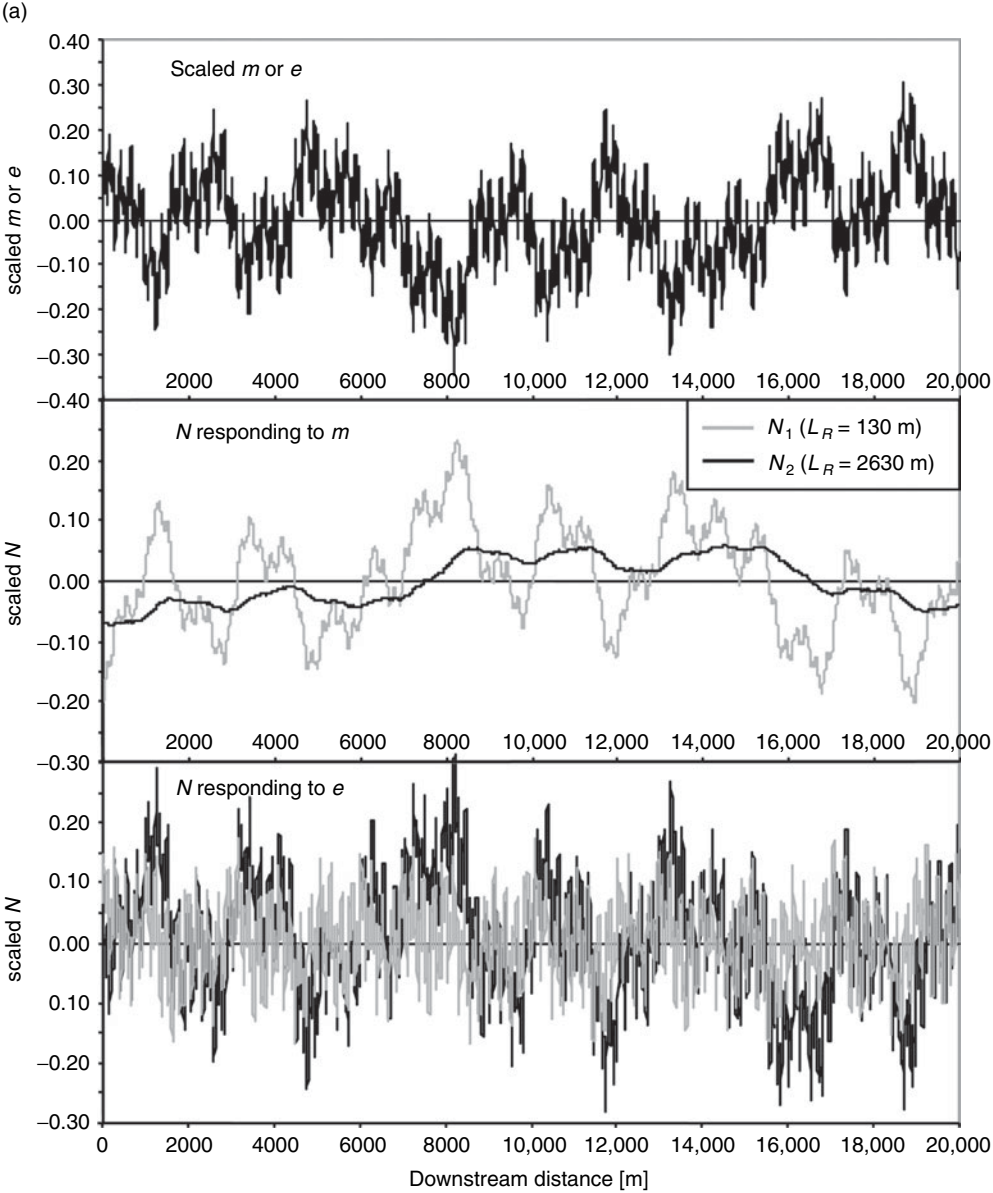 (a)
Scaled m or e
scaled m or e
0.40
0.30
0.20
0.10
0.00
−0.10
−0.20
−0.30
−0.40
2000 4000 6000 8000 10,000 12,000 14,000 16,000 18,000 20,000
N responding to m
N1 (LR = 130 m)
N2 (LR = 2630 m)
scaled N
0.20
0.10
0.00
−0.10
−0.20
−0.30
2000 4000 6000 8000 10,000 12,000 14,000 16,000 18,000 20,000
N responding to e
scaled N
0.20
0.10
0.00
0.10
−0.20
−0.30
0 2000 4000 6000 8000 10,000 12,000 14,000 16,000 18,000 20,000
Downstream distance [m]